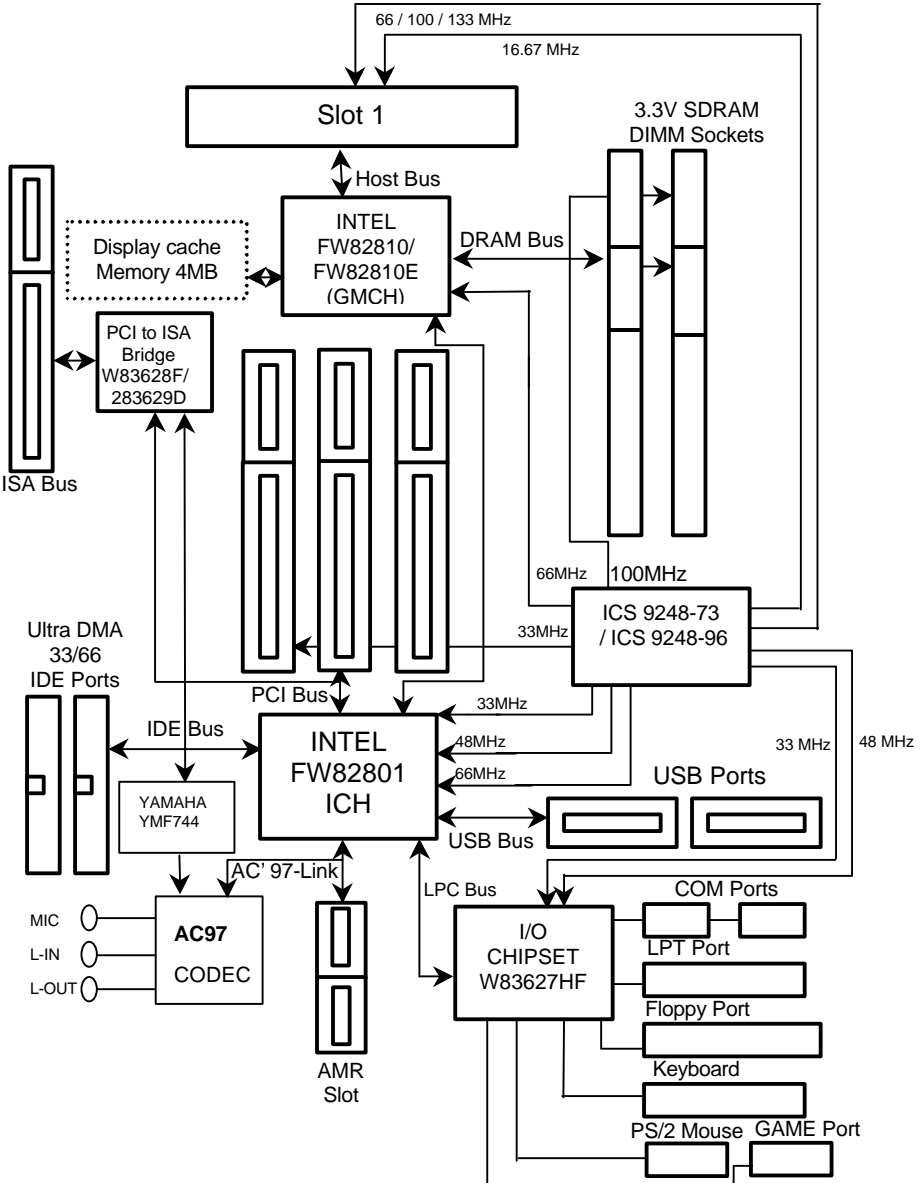 66 / 100 / 133 MHz
16.67 MHz
Slot 1
3.3V SDRAM
DIMM Sockets
Host Bus
INTEL
FW82810/
FW82810E
(GMCH)
DRAM Bus
Display cache
Memory 4MB
PCI to ISA
Bridge
W83628F/
283629D
ISA Bus
66MHz
100MHz
ICS 9248-73
/ ICS 9248-96
33MHz
Ultra DMA
33/66
IDE Ports
PCI Bus
33MHz
IDE Bus
INTEL
FW82801
ICH
48MHz
66MHz
33 MHz
48 MHz
USB Ports
YAMAHA
YMF744
USB Bus
AC' 97-Link
LPC Bus
COM Ports
MIC
L-IN
L-OUT
AC97
CODEC
I/O
CHIPSET
W83627HF
LPT Port
Floppy Port
AMR
Slot
Keyboard
PS/2 Mouse
GAME Port